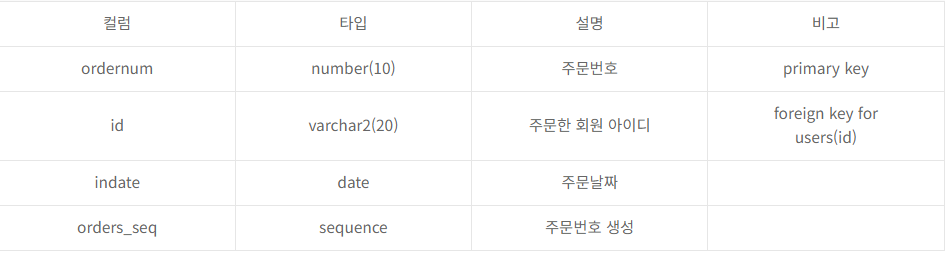 컬럼 타입 설명 비고
ordernum number(10) 주문번호 primary key
id varchar2(20) 주문한 회원 아이디 foreign key for
users(id)
indate date 주문날짜
orders_seq sequence 주문번호 생성